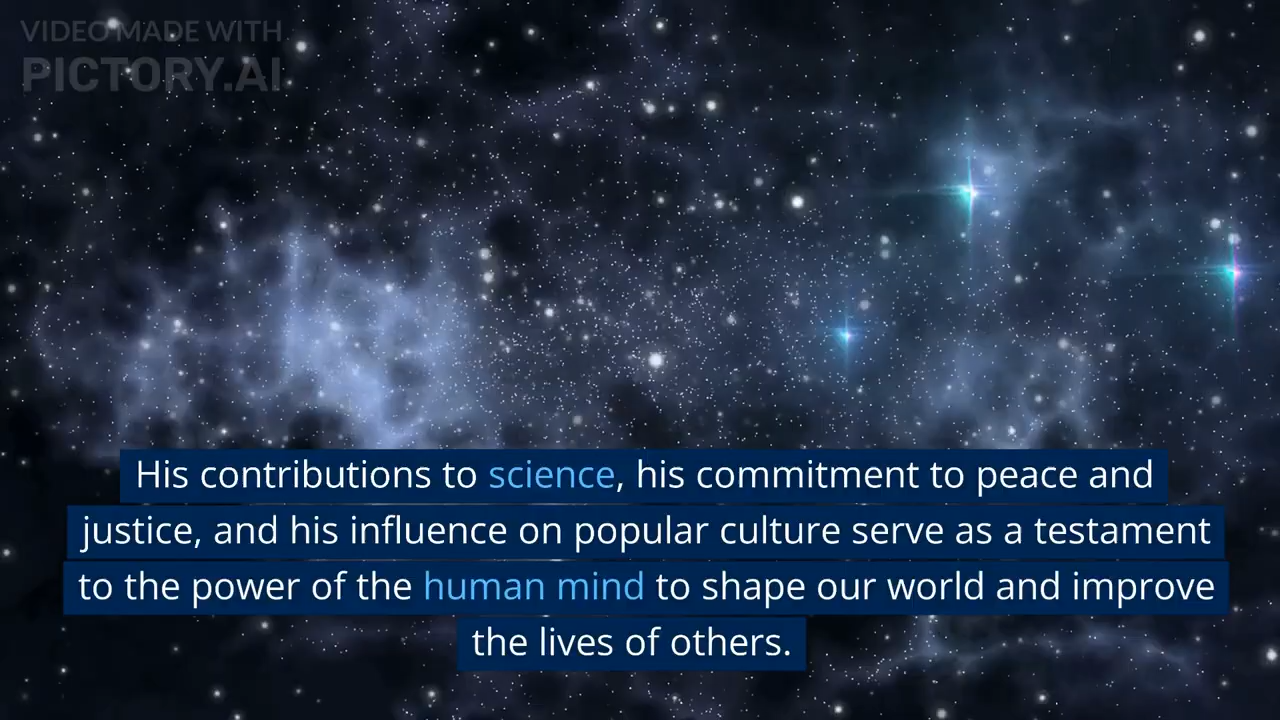 VIDEO MADE WITH
PICTORY.AI
His contributions to science, his commitment to peace and
justice, and his influence on popular culture serve as a testament
to the power of the human mind to shape our world and improve
the lives of others.